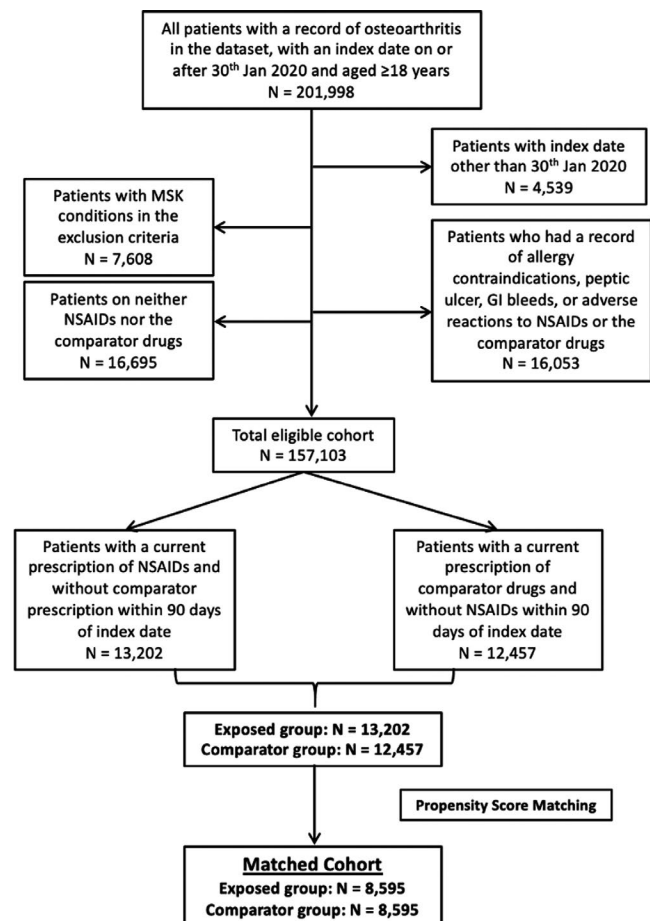 All patients with a record of osteoarthritis
in the dataset, with an index date on or
after 30th Jan 2020 and aged ≥18 years
N = 201,998
Patients with index date
other than 30th Jan 2020
N = 4,539
Patients with MSK
conditions in the
exclusion criteria
N = 7,608
Patients who had a record
of allergy
contraindications, peptic
ulcer, GI bleeds, or adverse
reactions to NSAIDs or the
comparator drugs
N = 16,053
Patients on neither
NSAIDs nor the
comparator drugs
N = 16,695
Total eligible cohort
N = 157,103
Patients with a current
prescription of NSAIDs and
without comparator
prescription within 90 days
of index date
N = 13,202
Patients with a current
prescription of
comparator drugs and
without NSAIDs within 90
days of index date
N = 12,457
Exposed group: N = 13,202
Comparator group: N = 12,457
Propensity Score Matching
Matched Cohort
Exposed group: N = 8,595
Comparator group: N = 8,595